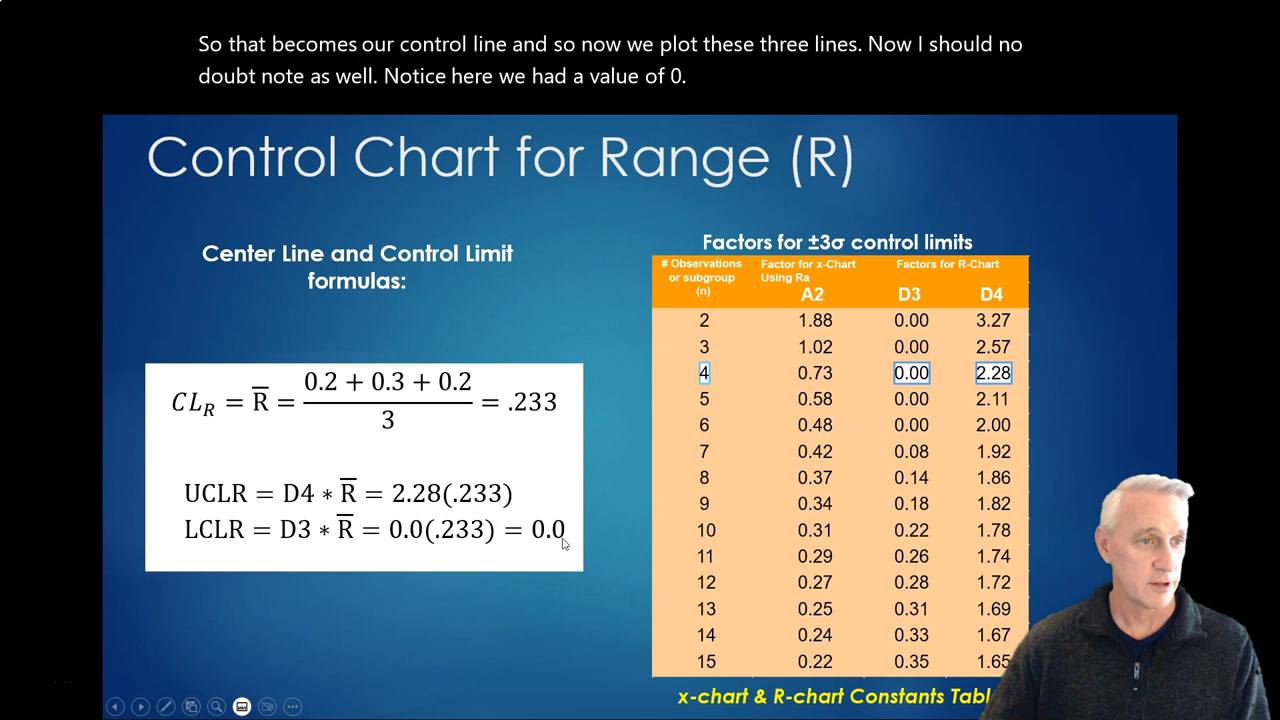 So that becomes our control line and so now we plot these three lines. Now I should no
doubt note as well. Notice here we had a value of 0.
Control Chart for Range (R)
Center Line and Control Limit
formulas:
CL_R = R̅ = (0.2 + 0.3 + 0.2)/3 = .233
UCLR = D4 ∗ R̅ = 2.28(.233)
LCLR = D3 ∗ R̅ = 0.0(.233) = 0.0
Factors for ±3σ control limits
# Observations or subgroup (n) Factor for x-Chart Using Ra Factors for R-Chart
A2 D3 D4
2 1.88 0.00 3.27
3 1.02 0.00 2.57
4 0.73 0.00 2.28
5 0.58 0.00 2.11
6 0.48 0.00 2.00
7 0.42 0.08 1.92
8 0.37 0.14 1.86
9 0.34 0.18 1.82
10 0.31 0.22 1.78
11 0.29 0.26 1.74
12 0.27 0.28 1.72
13 0.25 0.31 1.69
14 0.24 0.33 1.67
15 0.22 0.35 1.65
x-chart & R-chart Constants Tabl